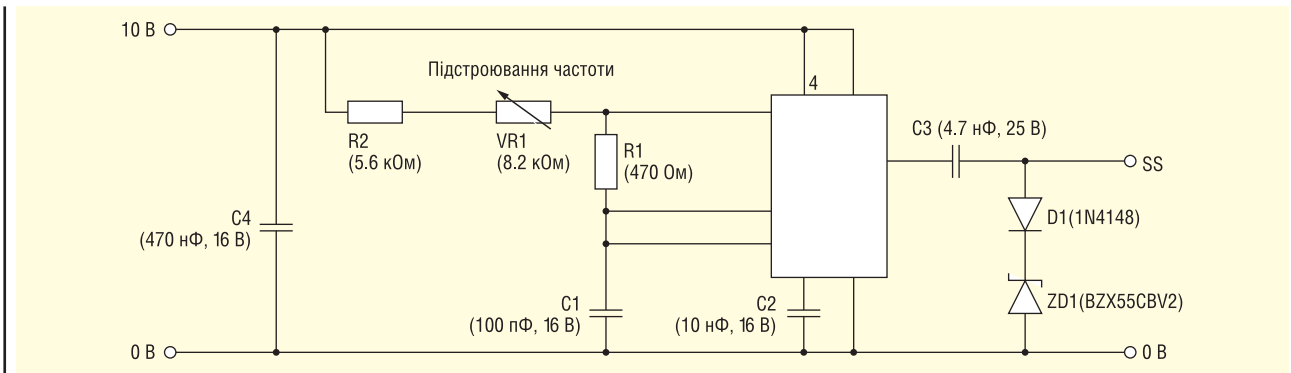 10 В
Підстроювання частоти
4
R2
(5.6 кОм)
VR1
(8.2 кОм)
R1
(470 Ом)
C3 (4.7 нФ, 25 В)
SS
C4
(470 нФ, 16 В)
D1(1N4148)
C1
(100 пФ, 16 В)
C2
(10 нФ, 16 В)
ZD1(BZX55CBV2)
0 В
0 В